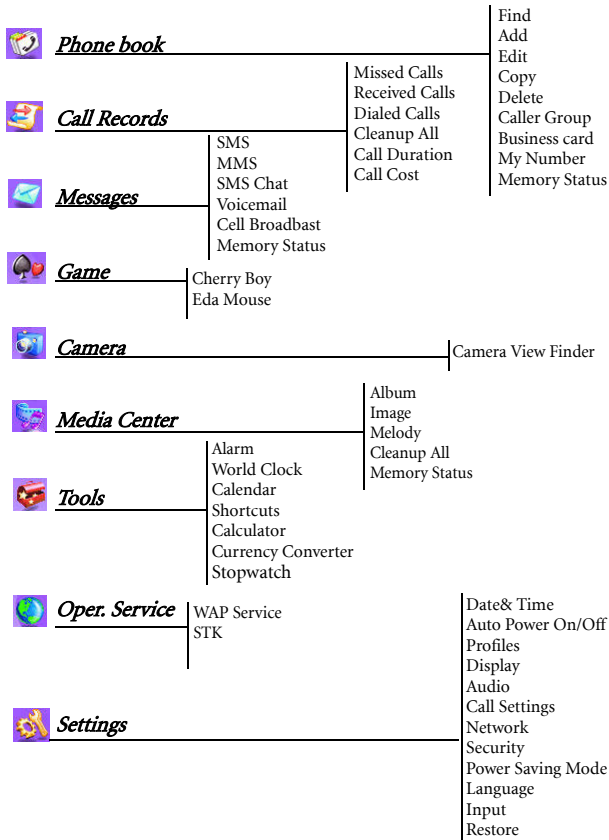 Phone book
Find
Add
Edit
Copy
Delete
Caller Group
Business card
My Number
Memory Status
Call Records
Missed Calls
Received Calls
Dialed Calls
Cleanup All
Call Duration
Call Cost
Messages
SMS
MMS
SMS Chat
Voicemail
Cell Broadbast
Memory Status
Game
Cherry Boy
Eda Mouse
Camera
Camera View Finder
Media Center
Album
Image
Melody
Cleanup All
Memory Status
Tools
Alarm
World Clock
Calendar
Shortcuts
Calculator
Currency Converter
Stopwatch
Oper. Service
WAP Service
STK
Settings
Date& Time
Auto Power On/Off
Profiles
Display
Audio
Call Settings
Network
Security
Power Saving Mode
Language
Input
Restore